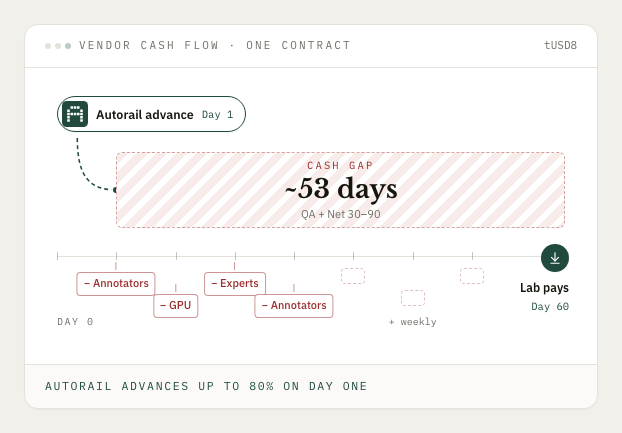 VENDOR CASH FLOW · ONE CONTRACT
tUSD8
Autorail advance Day 1
CASH GAP
~53 days
QA + Net 30–90
– Annotators
– Experts
– GPU
– Annotators
Lab pays
Day 60
DAY 0
+ weekly
AUTORAIL ADVANCES UP TO 80% ON DAY ONE